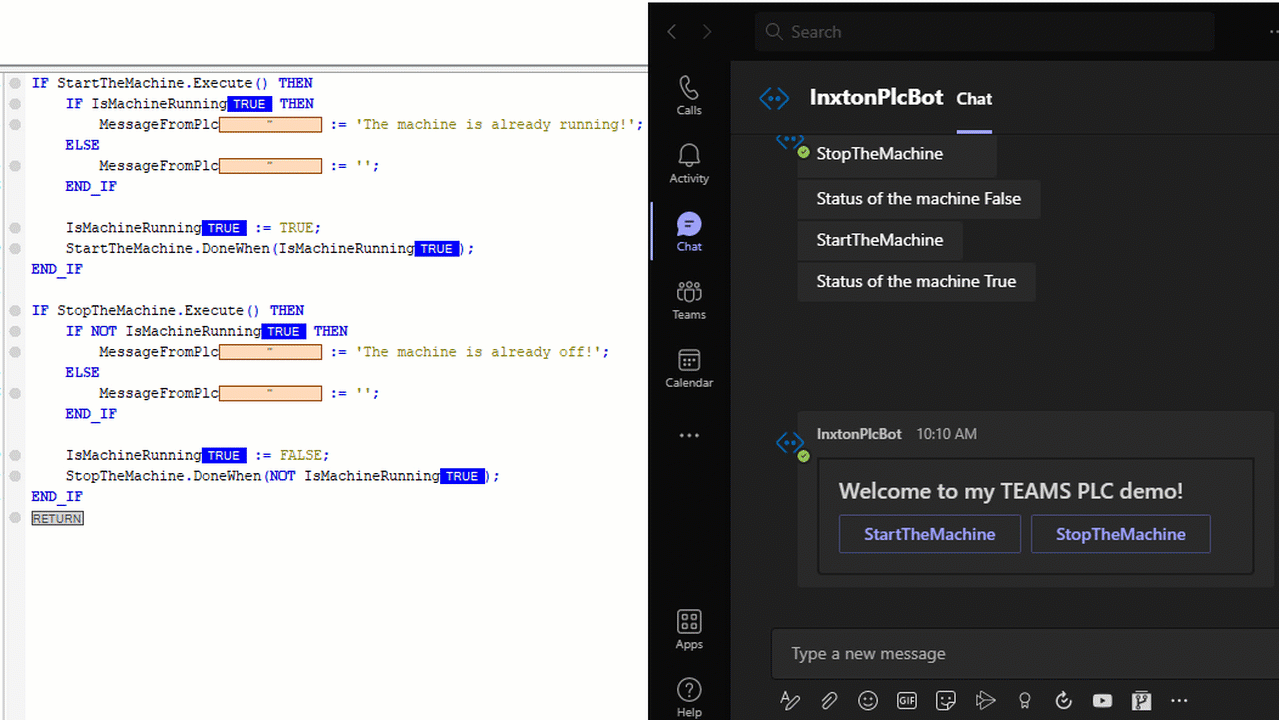 IF StartTheMachine.Execute() THEN
IF IsMachineRunning TRUE THEN
MessageFromPlc '' := 'The machine is already running!';
ELSE
MessageFromPlc '' := '';
END_IF
IsMachineRunning TRUE := TRUE;
StartTheMachine.DoneWhen(IsMachineRunning TRUE );
END_IF
IF StopTheMachine.Execute() THEN
IF NOT IsMachineRunning TRUE THEN
MessageFromPlc '' := 'The machine is already off!';
ELSE
MessageFromPlc '' := '';
END_IF
IsMachineRunning TRUE := FALSE;
StopTheMachine.DoneWhen(NOT IsMachineRunning TRUE );
END_IF
RETURN
Search
Calls
Activity
Chat
Teams
Calendar
Apps
Help
InxtonPlcBot Chat
StopTheMachine
Status of the machine False
StartTheMachine
Status of the machine True
InxtonPlcBot 10:10 AM
Welcome to my TEAMS PLC demo!
StartTheMachine StopTheMachine
Type a new message
GIF